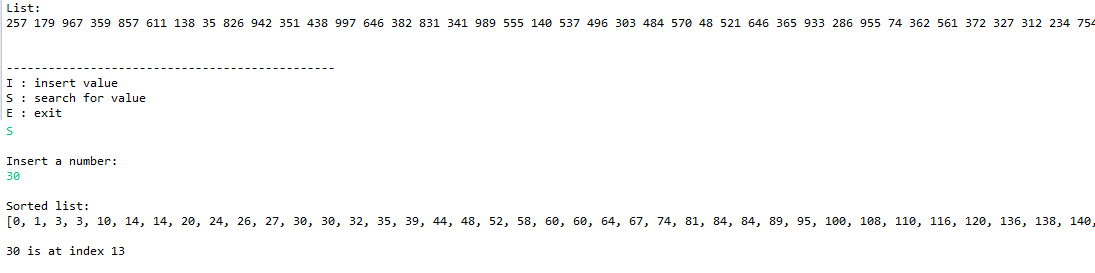 List:
257 179 967 359 857 611 138 35 826 942 351 438 997 646 382 831 341 989 555 140 537 496 303 484 570 48 521 646 365 933 286 955 74 362 561 372 327 312 234 754
-----------------------------------------------
I : insert value
S : search for value
E : exit
S
Insert a number:
30
Sorted list:
[0, 1, 3, 3, 10, 14, 14, 20, 24, 26, 27, 30, 30, 32, 35, 39, 44, 48, 52, 58, 60, 60, 64, 67, 74, 81, 84, 84, 89, 95, 100, 108, 110, 116, 120, 136, 138, 140,
30 is at index 13